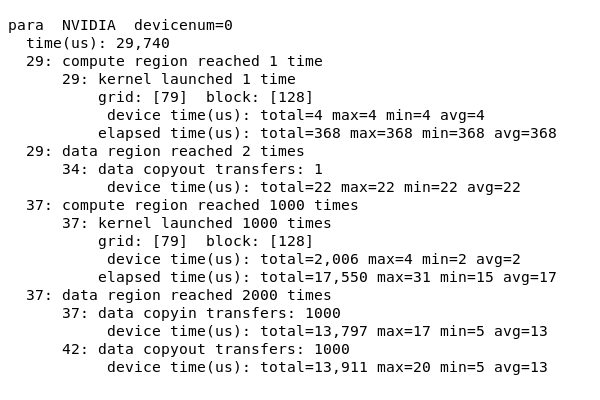 para  NVIDIA  devicenum=0
  time(us): 29,740
  29: compute region reached 1 time
      29: kernel launched 1 time
          grid: [79]  block: [128]
           device time(us): total=4 max=4 min=4 avg=4
          elapsed time(us): total=368 max=368 min=368 avg=368
  29: data region reached 2 times
      34: data copyout transfers: 1
           device time(us): total=22 max=22 min=22 avg=22
  37: compute region reached 1000 times
      37: kernel launched 1000 times
          grid: [79]  block: [128]
           device time(us): total=2,006 max=4 min=2 avg=2
          elapsed time(us): total=17,550 max=31 min=15 avg=17
  37: data region reached 2000 times
      37: data copyin transfers: 1000
           device time(us): total=13,797 max=17 min=5 avg=13
      42: data copyout transfers: 1000
           device time(us): total=13,911 max=20 min=5 avg=13